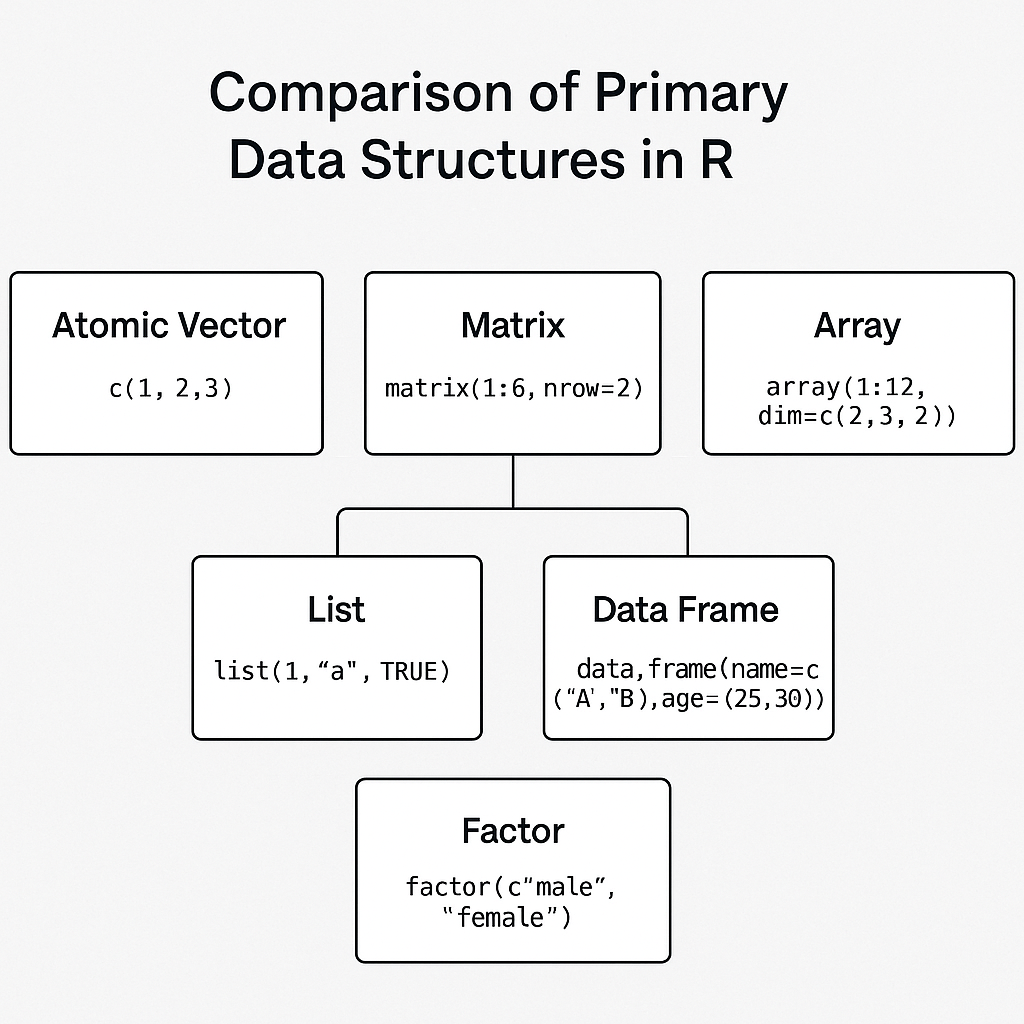 Comparison of Primary
Data Structures in R
Atomic Vector
c(1, 2,3)
Matrix
matrix(1:6, nrow=2)
Array
array(1:12,
dim=c(2,3, 2))
List
list(1, “a", TRUE)
Data Frame
data,frame(name=c
(“A',"B),age=(25,30))
Factor
factor(c"male”,
“female”)